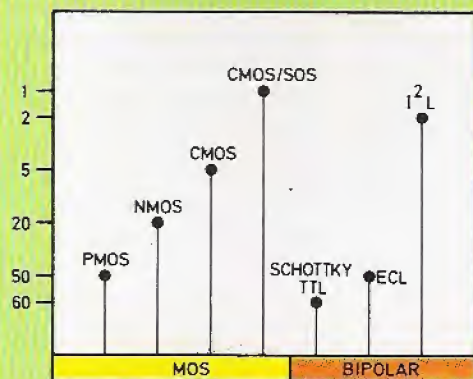 CMOS/SOS
1
I²L
2
CMOS
5
NMOS
20
PMOS
SCHOTTKY
TTL
50
ECL
60
MOS
BIPOLAR